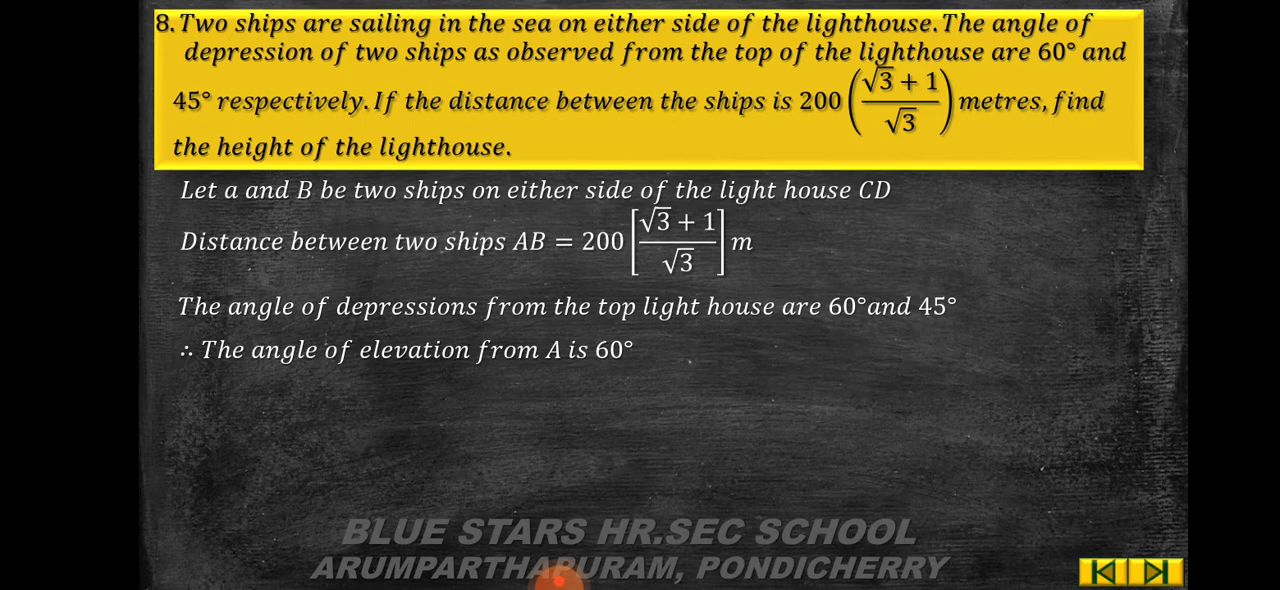 8. Two ships are sailing in the sea on either side of the lighthouse. The angle of
depression of two ships as observed from the top of the lighthouse are 60° and
45° respectively. If the distance between the ships is 200 ((√3 + 1)/√3) metres, find
the height of the lighthouse.
Let a and B be two ships on either side of the light house CD
Distance between two ships AB = 200 [(√3 + 1)/√3] m
The angle of depressions from the top light house are 60°and 45°
∴ The angle of elevation from A is 60°
BLUE STARS HR.SEC SCHOOL
ARUMPARTHAPURAM, PONDICHERRY